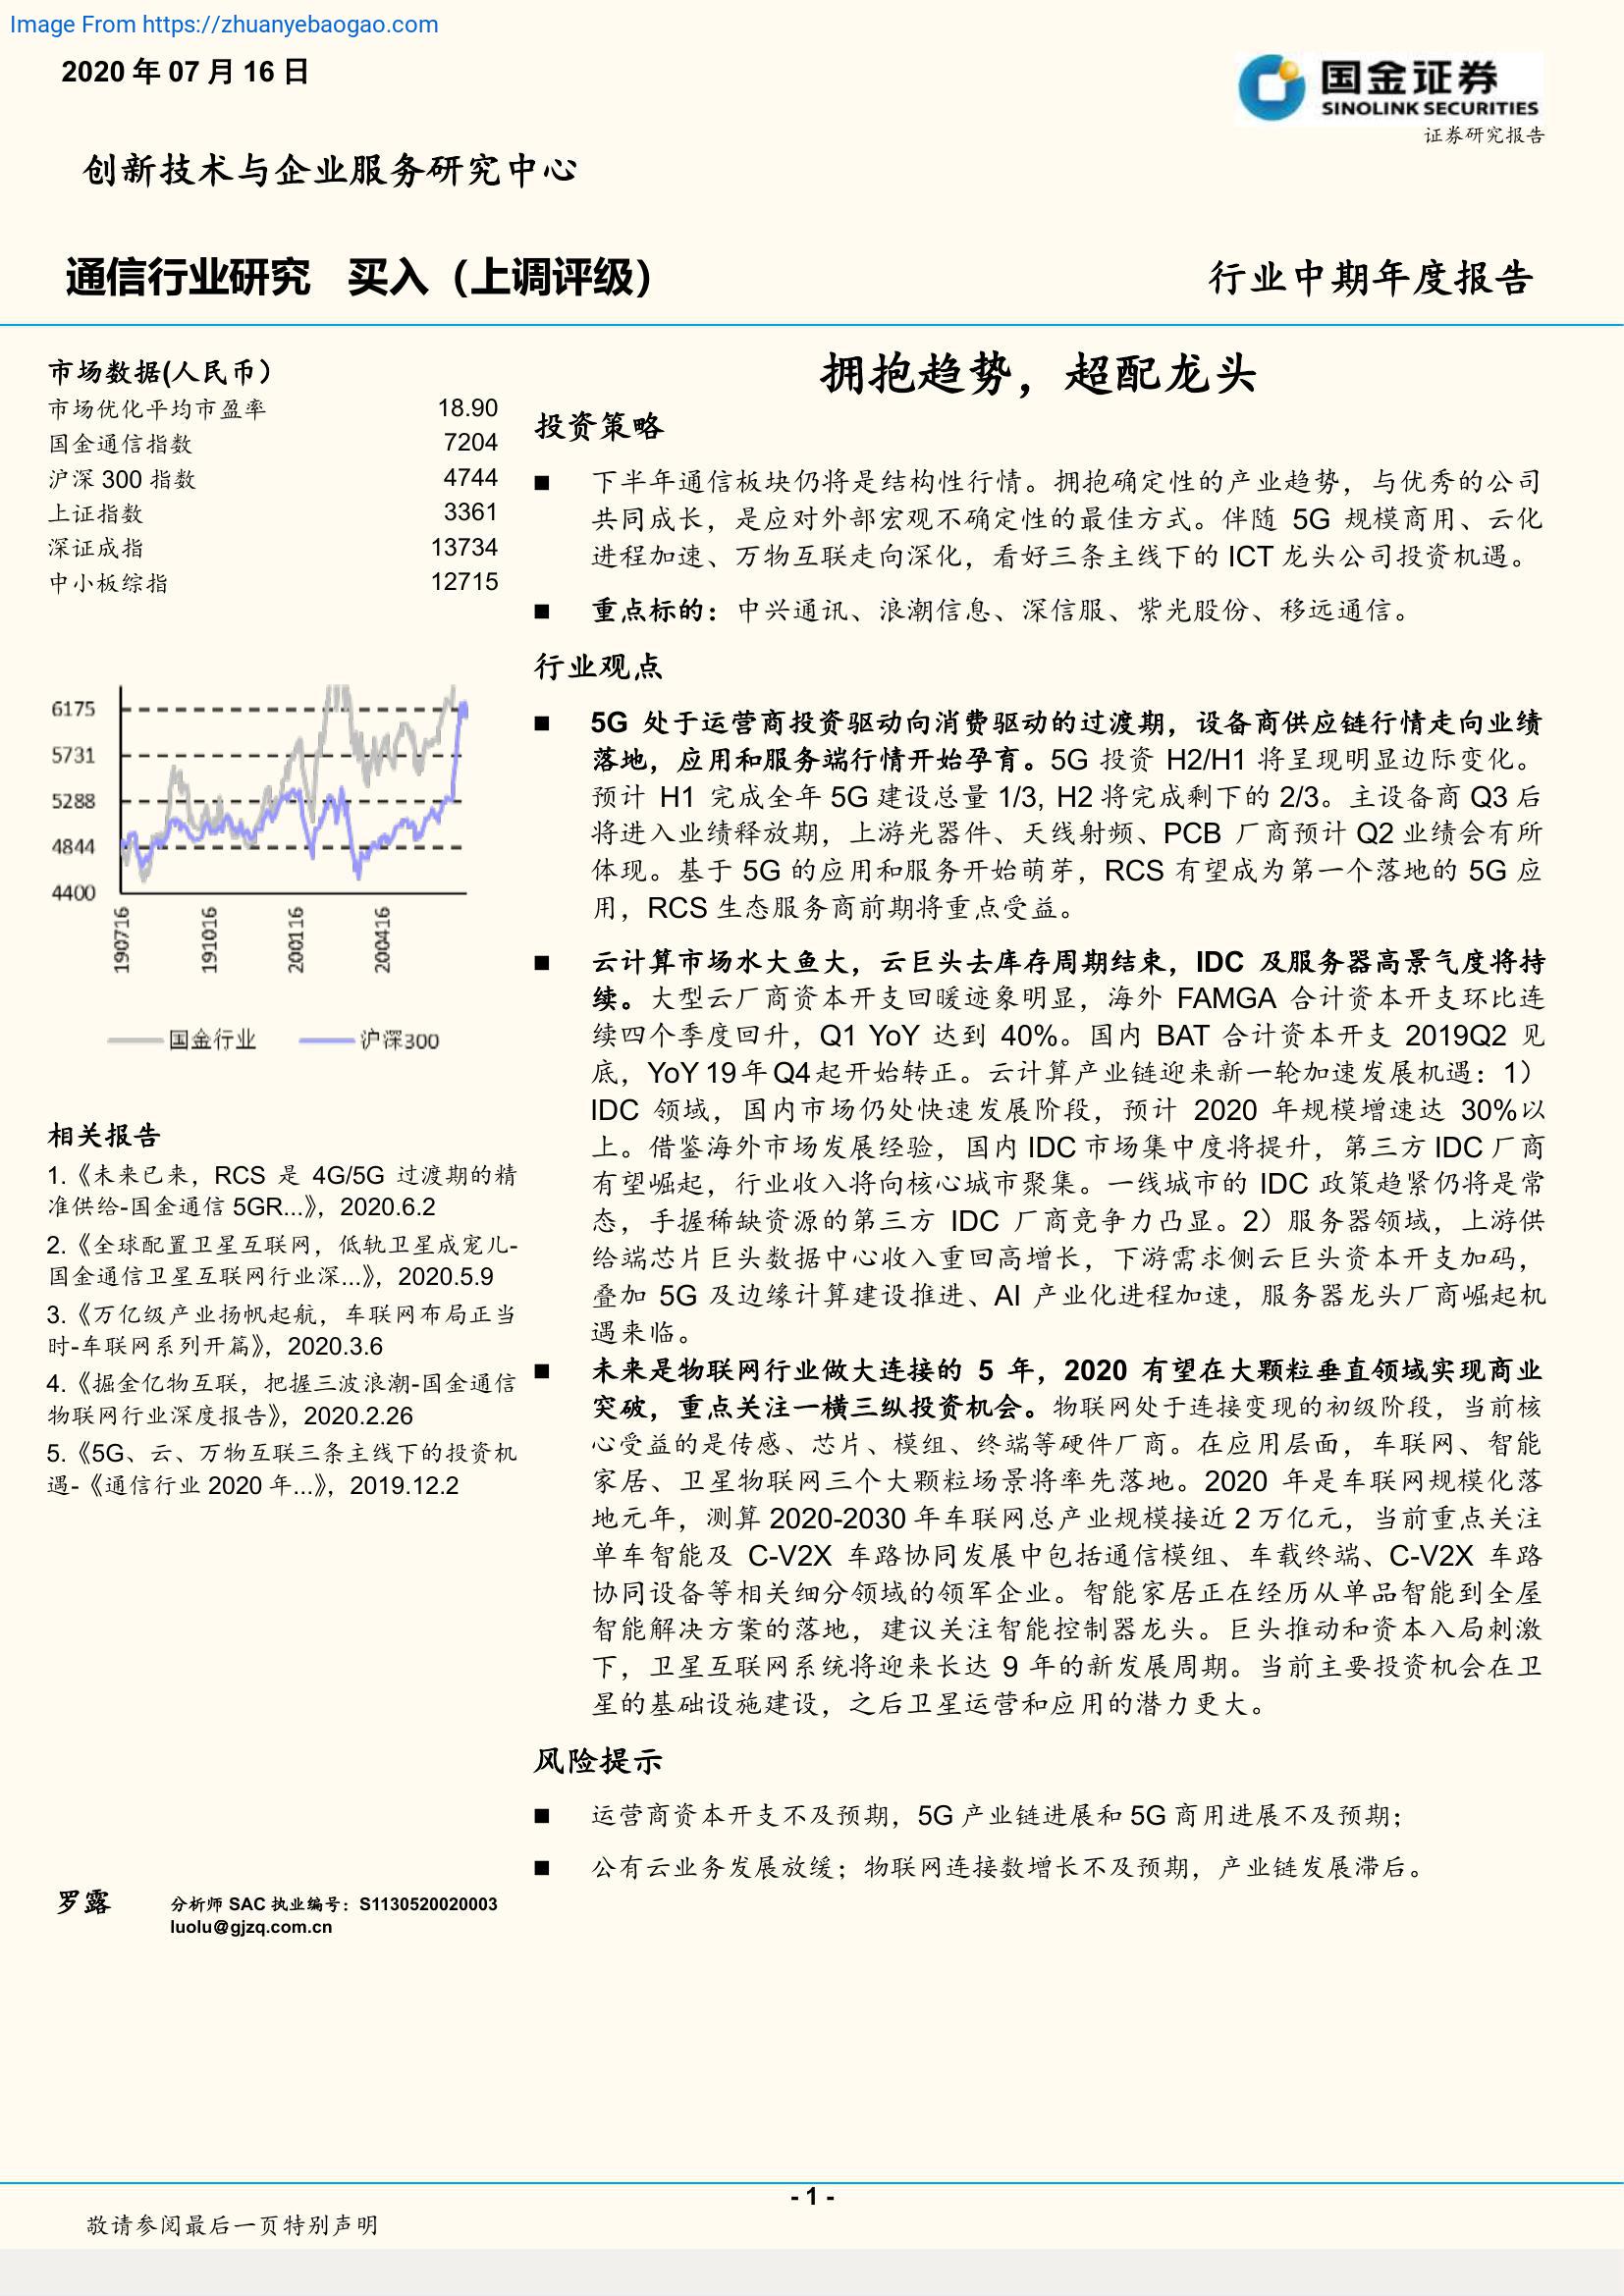 Image From https://zhuanyebaogao.com
2020 年 07 月 16 日
国金证券
SINOLINK SECURITIES
证券研究报告
创新技术与企业服务研究中心
通信行业研究 买入（上调评级）
行业中期年度报告
市场数据(人民币）
市场优化平均市盈率 18.90
国金通信指数 7204
沪深 300 指数 4744
上证指数 3361
深证成指 13734
中小板综指 12715
6175
5731
5288
4844
4400
190716
191016
200116
200416
国金行业 沪深300
相关报告
1.《未来已来，RCS 是 4G/5G 过渡期的精
准供给-国金通信 5GR...》，2020.6.2
2.《全球配置卫星互联网，低轨卫星成宠儿-
国金通信卫星互联网行业深...》，2020.5.9
3.《万亿级产业扬帆起航，车联网布局正当
时-车联网系列开篇》，2020.3.6
4.《掘金亿物互联，把握三波浪潮-国金通信
物联网行业深度报告》，2020.2.26
5.《5G、云、万物互联三条主线下的投资机
遇-《通信行业 2020 年...》，2019.12.2
罗露 分析师 SAC 执业编号：S1130520020003
luolu@gjzq.com.cn
拥抱趋势，超配龙头
投资策略
■ 下半年通信板块仍将是结构性行情。拥抱确定性的产业趋势，与优秀的公司
共同成长，是应对外部宏观不确定性的最佳方式。伴随 5G 规模商用、云化
进程加速、万物互联走向深化，看好三条主线下的 ICT 龙头公司投资机遇。
■ 重点标的：中兴通讯、浪潮信息、深信服、紫光股份、移远通信。
行业观点
■ 5G 处于运营商投资驱动向消费驱动的过渡期，设备商供应链行情走向业绩
落地，应用和服务端行情开始孕育。5G 投资 H2/H1 将呈现明显边际变化。
预计 H1 完成全年 5G 建设总量 1/3, H2 将完成剩下的 2/3。主设备商 Q3 后
将进入业绩释放期，上游光器件、天线射频、PCB 厂商预计 Q2 业绩会有所
体现。基于 5G 的应用和服务开始萌芽，RCS 有望成为第一个落地的 5G 应
用，RCS 生态服务商前期将重点受益。
■ 云计算市场水大鱼大，云巨头去库存周期结束，IDC 及服务器高景气度将持
续。大型云厂商资本开支回暖迹象明显，海外 FAMGA 合计资本开支环比连
续四个季度回升，Q1 YoY 达到 40%。国内 BAT 合计资本开支 2019Q2 见
底，YoY 19 年 Q4 起开始转正。云计算产业链迎来新一轮加速发展机遇：1）
IDC 领域，国内市场仍处快速发展阶段，预计 2020 年规模增速达 30%以
上。借鉴海外市场发展经验，国内 IDC 市场集中度将提升，第三方 IDC 厂商
有望崛起，行业收入将向核心城市聚集。一线城市的 IDC 政策趋紧仍将是常
态，手握稀缺资源的第三方 IDC 厂商竞争力凸显。2）服务器领域，上游供
给端芯片巨头数据中心收入重回高增长，下游需求侧云巨头资本开支加码，
叠加 5G 及边缘计算建设推进、AI 产业化进程加速，服务器龙头厂商崛起机
遇来临。
■ 未来是物联网行业做大连接的 5 年，2020 有望在大颗粒垂直领域实现商业
突破，重点关注一横三纵投资机会。物联网处于连接变现的初级阶段，当前核
心受益的是传感、芯片、模组、终端等硬件厂商。在应用层面，车联网、智能
家居、卫星物联网三个大颗粒场景将率先落地。2020 年是车联网规模化落
地元年，测算 2020-2030 年车联网总产业规模接近 2 万亿元，当前重点关注
单车智能及 C-V2X 车路协同发展中包括通信模组、车载终端、C-V2X 车路
协同设备等相关细分领域的领军企业。智能家居正在经历从单品智能到全屋
智能解决方案的落地，建议关注智能控制器龙头。巨头推动和资本入局刺激
下，卫星互联网系统将迎来长达 9 年的新发展周期。当前主要投资机会在卫
星的基础设施建设，之后卫星运营和应用的潜力更大。
风险提示
■ 运营商资本开支不及预期，5G 产业链进展和 5G 商用进展不及预期；
■ 公有云业务发展放缓；物联网连接数增长不及预期，产业链发展滞后。
- 1 -
敬请参阅最后一页特别声明